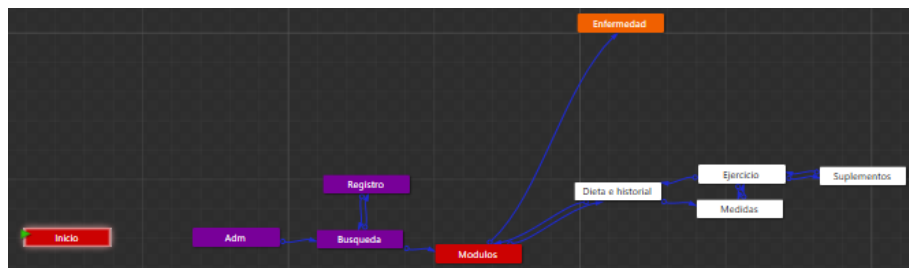 Enfermedad
Ejercicio
Suplementos
Registro
Dieta e historial
Medidas
Inicio
Adm
Busqueda
Modulos